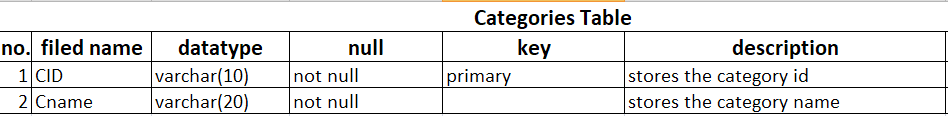 Categories Table
no. filed name datatype null key description
1 CID varchar(10) not null primary stores the category id
2 Cname varchar(20) not null stores the category name